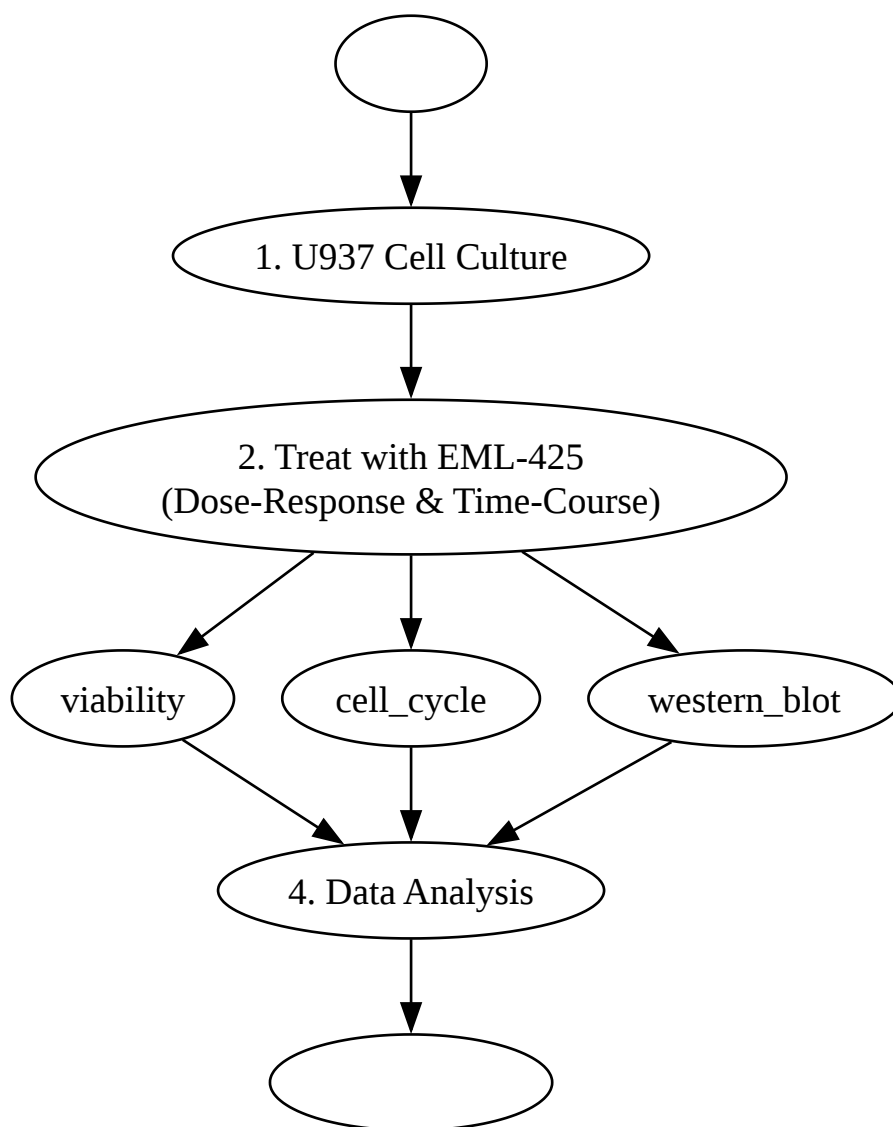 1. U937 Cell Culture
2. Treat with EML-425
(Dose-Response & Time-Course)
viability
cell_cycle
western_blot
4. Data Analysis